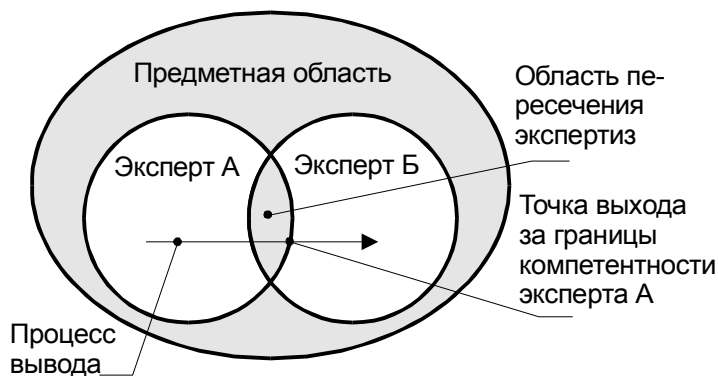 Предметная область
Область пе-
ресечения
экспертиз
Эксперт А
Эксперт Б
Точка выхода
за границы
компетентности
эксперта А
Процесс
вывода